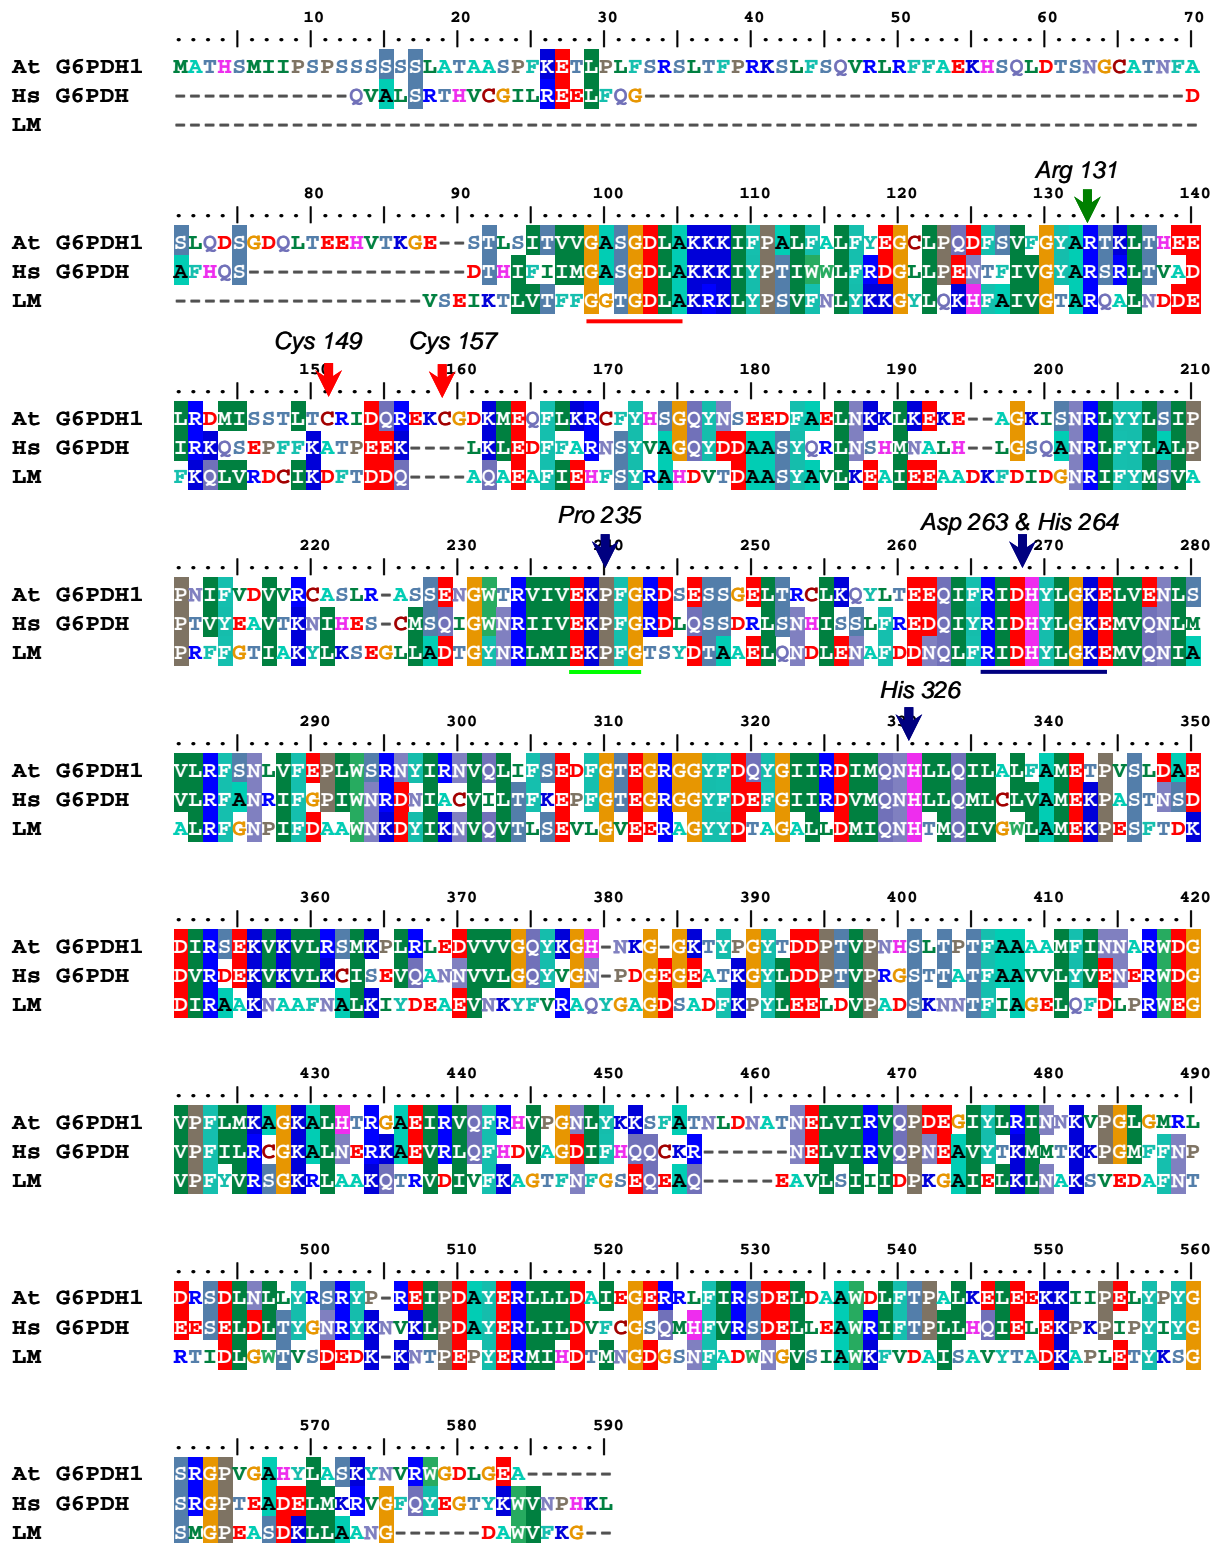 10 20 30 40 50 60 70
At G6PDH1 MATHSMIIPSPSSSSSSLATAASPFKETLPLFSRSLTFPRKSLFSQVRLRFFAEKHSQLDTSNGCATNFA
Hs G6PDH ------------QVALSRTHVCGILREELFQG-------------------------------------D
LM ----------------------------------------------------------------------
Arg 131
80 90 100 110 120 130 140
At G6PDH1 SLQDSGDQLTEEHVTKGE--STLSITVVGASGDLAKKKIFPALFALFYEGCLPQDFSVFGYARTKLTHEE
Hs G6PDH AFHQS---------------DTHIFIIMGASGDLAKKKIYPTIWWLFRDGLLPENTFIVGYARSRLTVAD
LM -----------------VSEIKTLVTFFGGTGDLAKRKLYPSVFNLYKKGYLQKHFAIVGTARQALNDDE
Cys 149 Cys 157
150 160 170 180 190 200 210
At G6PDH1 LRDMISSTLTCRIDQREKCGDKMEQFLKRCFYHSGQYNSEEDFAELNKKLKEKE--AGKISNRLYYLSIP
Hs G6PDH IRKQSEPFFKATPEEK----LKLEDFFARNSYVAGQYDDAASYQRLNSHMNALH--LGSQANRLFYLALP
LM FKQLVRDCIKDFTDDQ----AQAEAFIEHFSYRAHDVTDAASYAVLKEAIEEAADKFDIDGNRIFYMSVA
Pro 235 Asp 263 & His 264
220 230 240 250 260 270 280
At G6PDH1 PNIFVDVVRCASLR-ASSENGWTRVIVEKPFGRDSESSGELTRCLKQYLTEEQIFRIDHYLGKELVENLS
Hs G6PDH PTVYEAVTKNIHES-CMSQIGWNRIIVEKPFGRDLQSSDRLSNHISSLFREDQIYRIDHYLGKEMVQNLM
LM PRFFGTIAKYLKSEGLLADTGYNRLMIEKPFGTSYDTAAELQNDLENAFDDNQLFRIDHYLGKEMVQNIA
His 326
290 300 310 320 330 340 350
At G6PDH1 VLRFSNLVFEPLWSRNYIRNVQLIFSEDFGTEGRGGYFDQYGIIRDIMQNHLLQILALFAMETPVSLDAE
Hs G6PDH VLRFANRIFGPIWNRDNIACVILTFKEPFGTEGRGGYFDEFGIIRDVMQNHLLQMLCLVAMEKPASTNSD
LM ALRFGNPIFDAAWNKDYIKNVQVTLSEVLGVEERAGYYDTAGALLDMIQNHTMQIVGWLAMEKPESFTDK
360 370 380 390 400 410 420
At G6PDH1 DIRSEKVKVLRSMKPLRLEDVVVGQYKGH-NKG-GKTYPGYTDDPTVPNHSLTPTFAAAAMFINNARWDG
Hs G6PDH DVRDEKVKVLKCISEVQANNVVLGQYVGN-PDGEGEATKGYLDDPTVPRGSTTATFAAVVLYVENERWDG
LM DIRAAKNAAFNALKIYDEAEVNKYFVRAQYGAGDSADFKPYLEELDVPADSKNNTFIAGELQFDLPRWEG
430 440 450 460 470 480 490
At G6PDH1 VPFLMKAGKALHTRGAEIRVQFRHVPGNLYKKSFATNLDNATNELVIRVQPDEGIYLRINNKVPGLGMRL
Hs G6PDH VPFILRCGKALNERKAEVRLQFHDVAGDIFHQQCKR------NELVIRVQPNEAVYTKMMTKKPGMFFNP
LM VPFYVRSGKRLAAKQTRVDIVFKAGTFNFGSEQEAQ-----EAVLSIIIDPKGAIELKLNAKSVEDAFNT
500 510 520 530 540 550 560
At G6PDH1 DRSDLNLLYRSRYP-REIPDAYERLLLDAIEGERRLFIRSDELDAAWDLFTPALKELEEKKIIPELYPYG
Hs G6PDH EESELDLTYGNRYKNVKLPDAYERLILDVFCGSQMHFVRSDELLEAWRIFTPLLHQIELEKPKPIPYIYG
LM RTIDLGWTVSDEDK-KNTPEPYERMIHDTMNGDGSNFADWNGVSIAWKFVDAISAVYTADKAPLETYKSG
570 580 590
At G6PDH1 SRGPVGAHYLASKYNVRWGDLGEA------
Hs G6PDH SRGPTEADELMKRVGFQYEGTYKWVNPHKL
LM SMGPEASDKLLAANG------DAWVFKG--